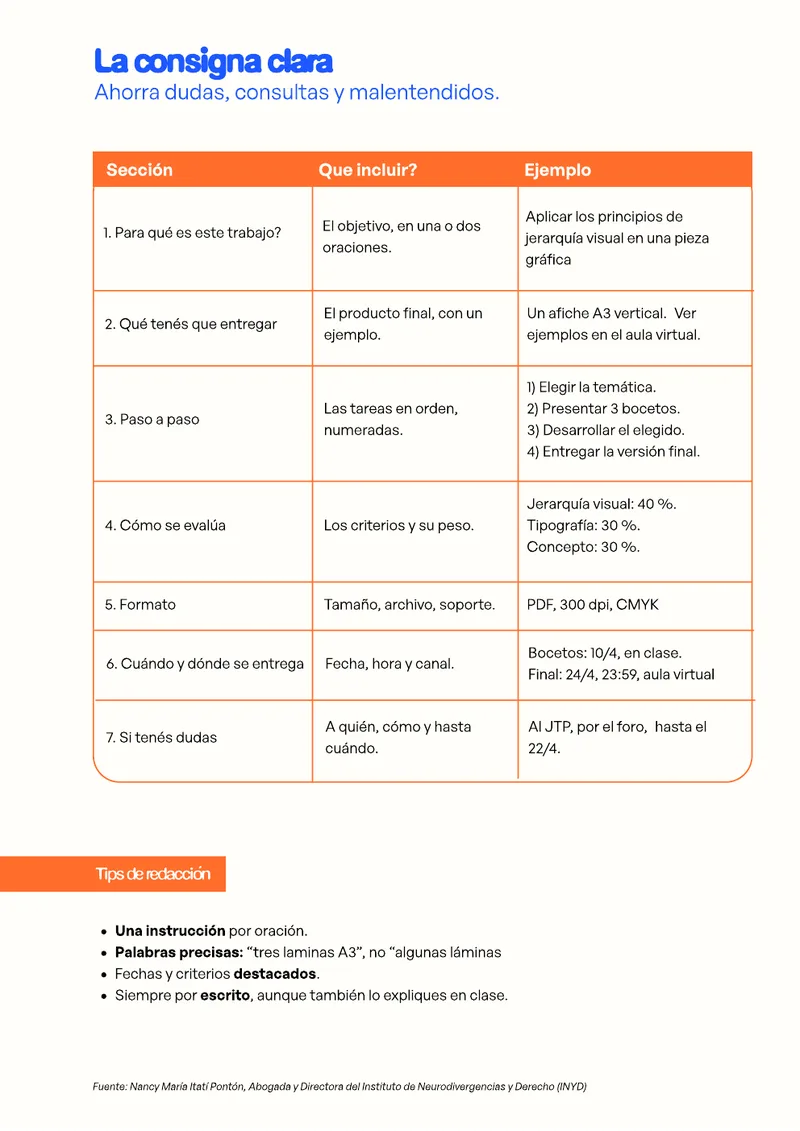 La consigna clara
Ahorra dudas, consultas y malentendidos.
Sección
Que incluir?
Ejemplo
1. Para qué es este trabajo?
El objetivo, en una o dos
oraciones.
Aplicar los principios de
jerarquía visual en una pieza
gráfica
2. Qué tenés que entregar
El producto final, con un
ejemplo.
Un afiche A3 vertical.  Ver
ejemplos en el aula virtual.
3. Paso a paso
Las tareas en orden,
numeradas.
1) Elegir la temática.
2) Presentar 3 bocetos.
3) Desarrollar el elegido.
4) Entregar la versión final.
4. Cómo se evalúa
Los criterios y su peso.
Jerarquía visual: 40 %.
Tipografía: 30 %.
Concepto: 30 %.
5. Formato
Tamaño, archivo, soporte.
PDF, 300 dpi, CMYK
6. Cuándo y dónde se entrega
Fecha, hora y canal.
Bocetos: 10/4, en clase.
Final: 24/4, 23:59, aula virtual
7. Si tenés dudas
A quién, cómo y hasta
cuándo.
Al JTP, por el foro,  hasta el
22/4.
Tips de redacción
• Una instrucción por oración.
• Palabras precisas: “tres laminas A3”, no “algunas láminas
• Fechas y criterios destacados.
• Siempre por escrito, aunque también lo expliques en clase.
Fuente: Nancy María Itatí Pontón, Abogada y Directora del Instituto de Neurodivergencias y Derecho (INYD)